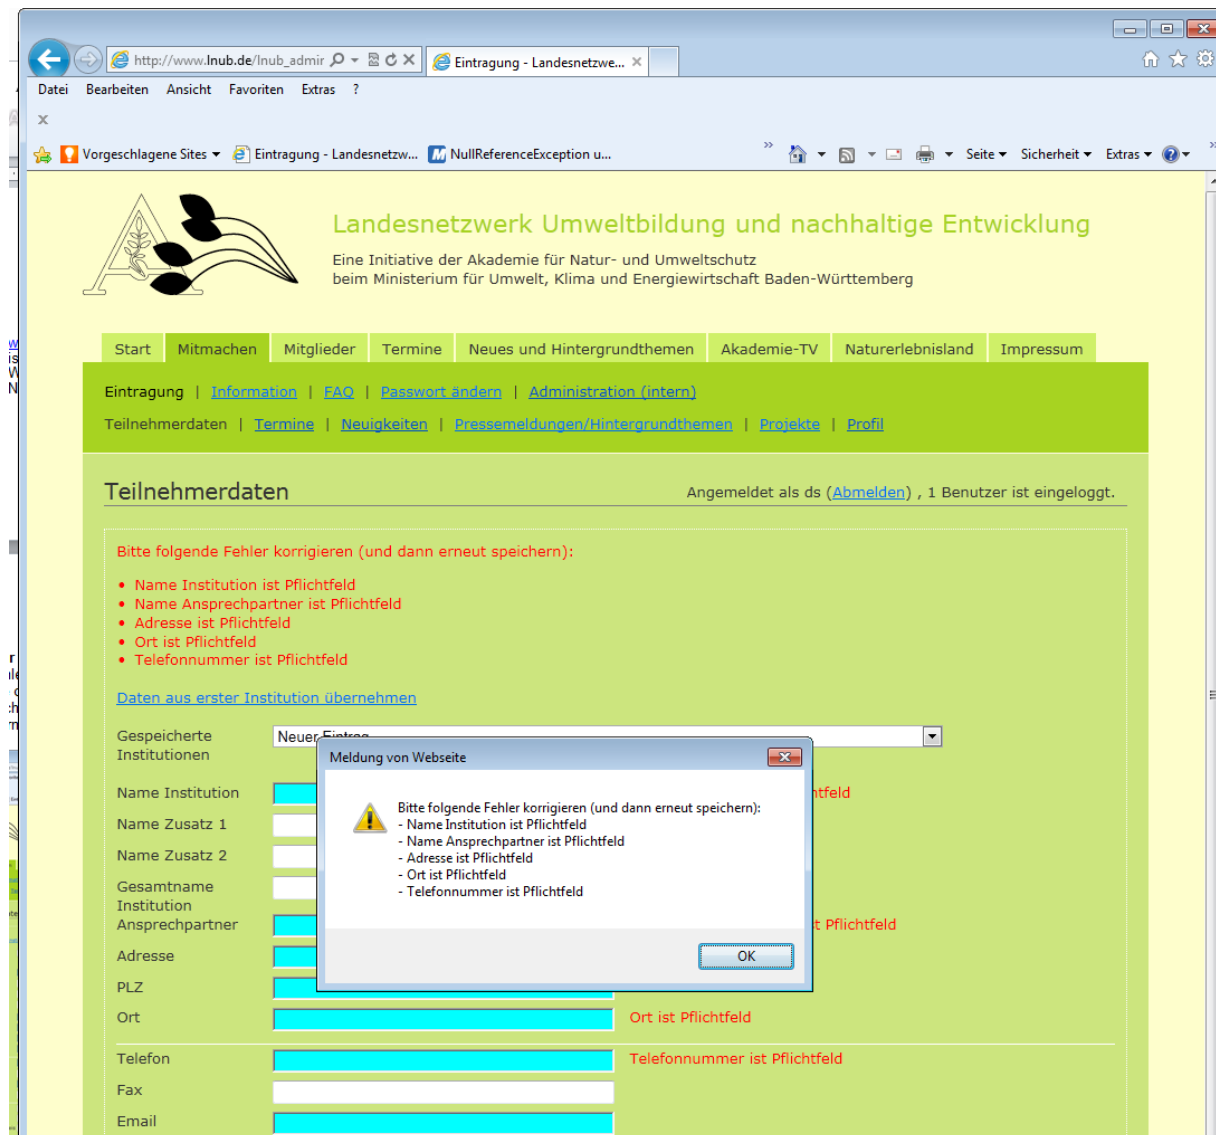 http://www.lnub.de/lnub_admir
Eintragung - Landesnetzwe...
Datei Bearbeiten Ansicht Favoriten Extras ?
x
Vorgeschlagene Sites Eintragung - Landesnetzw... NullReferenceException u... Seite Sicherheit Extras
Landesnetzwerk Umweltbildung und nachhaltige Entwicklung
Eine Initiative der Akademie für Natur- und Umweltschutz
beim Ministerium für Umwelt, Klima und Energiewirtschaft Baden-Württemberg
Start Mitmachen Mitglieder Termine Neues und Hintergrundthemen Akademie-TV Naturerlebnisland Impressum
Eintragung | Information | FAQ | Passwort ändern | Administration (intern)
Teilnehmerdaten | Termine | Neuigkeiten | Pressemeldungen/Hintergrundthemen | Projekte | Profil
Teilnehmerdaten
Angemeldet als ds (Abmelden) , 1 Benutzer ist eingeloggt.
Bitte folgende Fehler korrigieren (und dann erneut speichern):
• Name Institution ist Pflichtfeld
• Name Ansprechpartner ist Pflichtfeld
• Adresse ist Pflichtfeld
• Ort ist Pflichtfeld
• Telefonnummer ist Pflichtfeld
Daten aus erster Institution übernehmen
Gespeicherte
Institutionen
Neuer Eintrag
Meldung von Webseite
Bitte folgende Fehler korrigieren (und dann erneut speichern):
- Name Institution ist Pflichtfeld
- Name Ansprechpartner ist Pflichtfeld
- Adresse ist Pflichtfeld
- Ort ist Pflichtfeld
- Telefonnummer ist Pflichtfeld
OK
Name Institution
Name Zusatz 1
Name Zusatz 2
Gesamtname
Institution
Ansprechpartner
Pflichtfeld
Adresse
PLZ
Ort
Ort ist Pflichtfeld
Telefon
Telefonnummer ist Pflichtfeld
Fax
Email